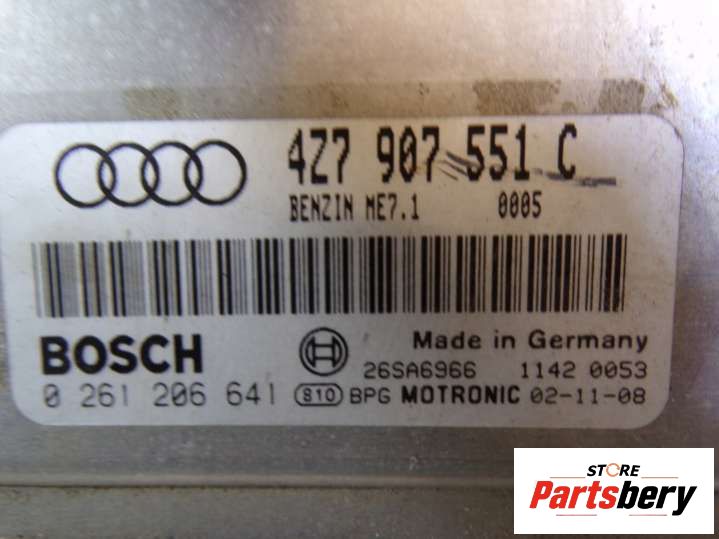 4Z7 907 551 C
BENZIN ME7.1 0005
BOSCH
Made in Germany
26SA6966 1142 0053
0 261 206 641 S10 BPG MOTRONIC 02-11-08
STORE
Partsbery